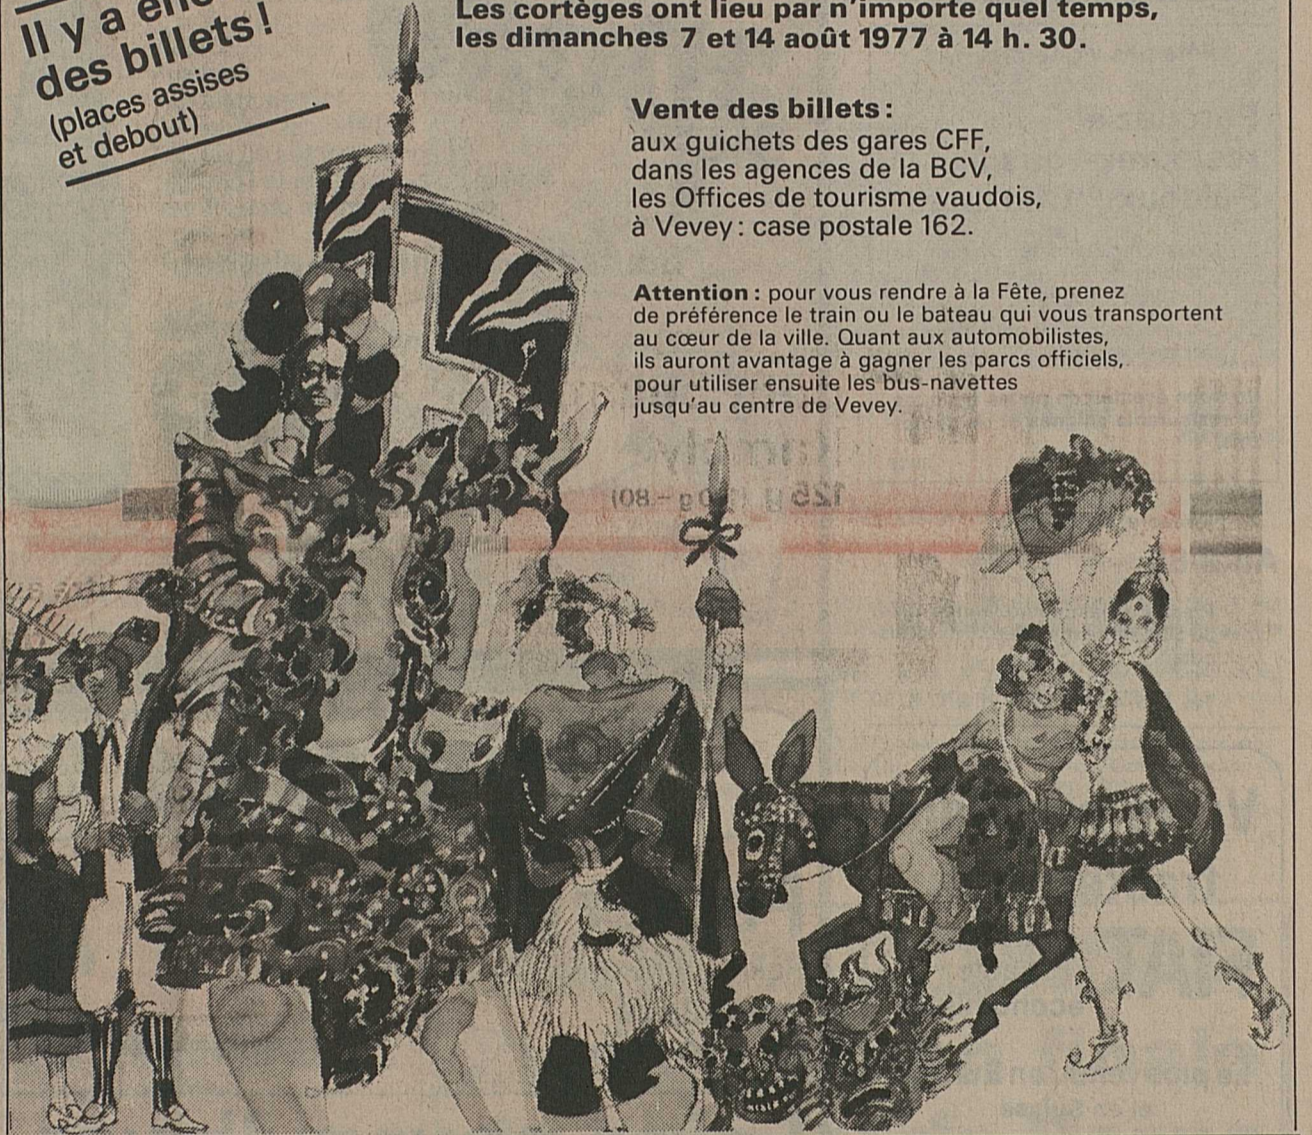 Il y a
des billets!
(places assises
et debout)
Les cortèges ont lieu par n'importe quel temps,
les dimanches 7 et 14 août 1977 à 14 h. 30.
Vente des billets:
aux guichets des gares CFF,
dans les agences de la BCV,
les Offices de tourisme vaudois,
à Vevey: case postale 162.
Attention: pour vous rendre à la Fête, prenez
de préférence le train ou le bateau qui vous transportent
au cœur de la ville. Quant aux automobilistes,
ils auront avantage à gagner les parcs officiels,
pour utiliser ensuite les bus-navettes
jusqu'au centre de Vevey.